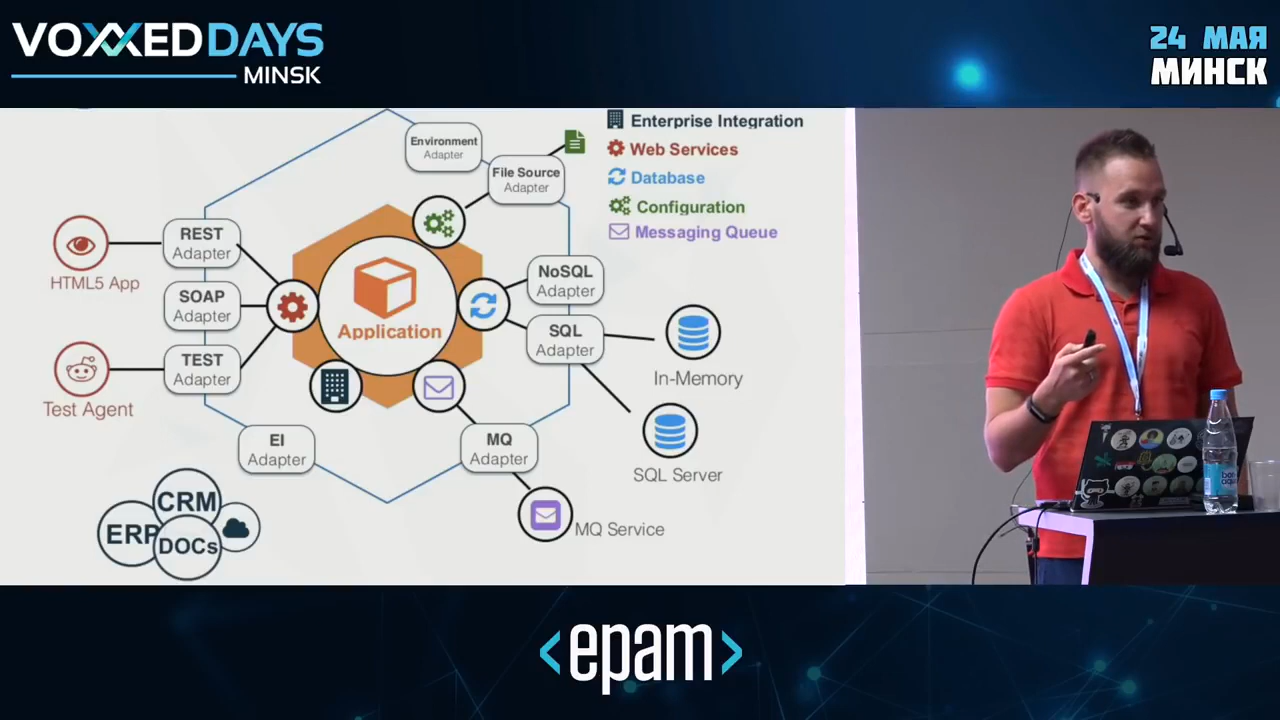 VOXXEDDAYS
MINSK
24 МАЯ
МИНСК
Environment
Adapter
File Source
Adapter
Enterprise Integration
Web Services
Database
Configuration
Messaging Queue
REST
Adapter
HTML5 App
SOAP
Adapter
TEST
Adapter
Test Agent
Application
NoSQL
Adapter
SQL
Adapter
In-Memory
SQL Server
EI
Adapter
MQ
Adapter
MQ Service
CRM
ERP
DOCs
<epam>